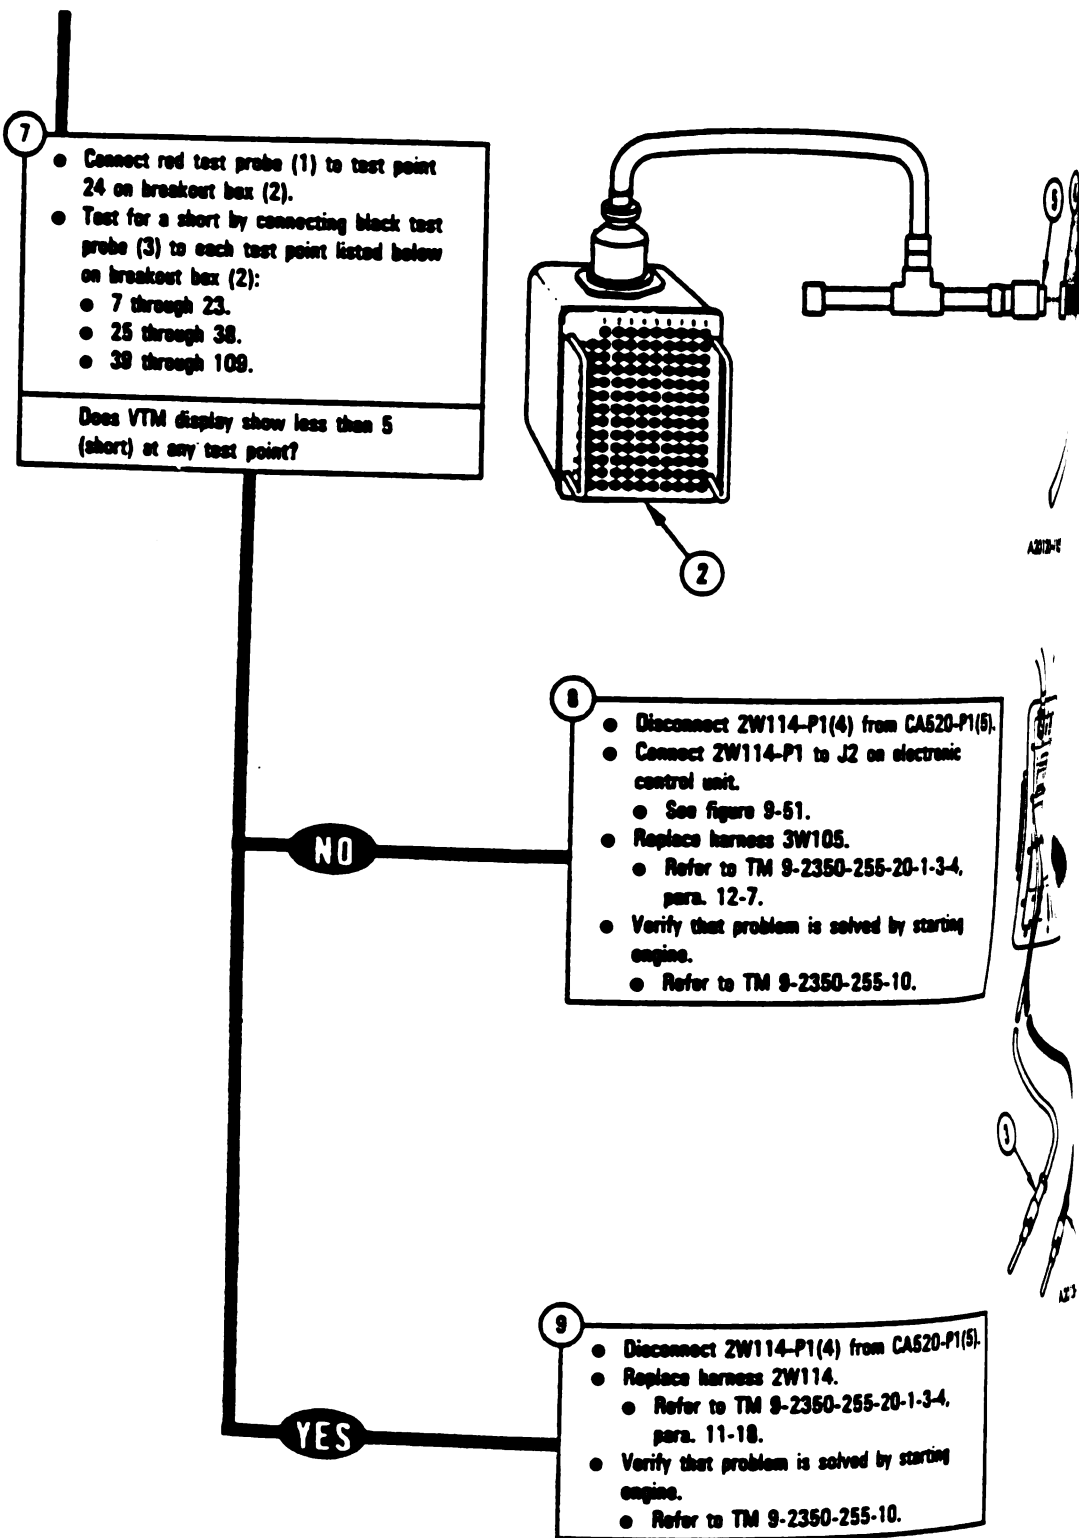 7
● Connect red test probe (1) to test point
24 on breakout box (2).
● Test for a short by connecting black test
probe (3) to each test point listed below
on breakout box (2):
● 7 through 23.
● 25 through 38.
● 39 through 109.
Does VTM display show less than 5
(short) at any test point?
5
2
8
● Disconnect 2W114-P1(4) from CA520-P1(5).
● Connect 2W114-P1 to J2 on electronic
control unit.
● See figure 9-51.
● Replace harness 3W105.
● Refer to TM 9-2350-255-20-1-3-4,
para. 12-7.
● Verify that problem is solved by starting
engine.
● Refer to TM 9-2350-255-10.
NO
3
9
● Disconnect 2W114-P1(4) from CA520-P1(5).
● Replace harness 2W114.
● Refer to TM 9-2350-255-20-1-3-4,
para. 11-18.
● Verify that problem is solved by starting
engine.
● Refer to TM 9-2350-255-10.
YES